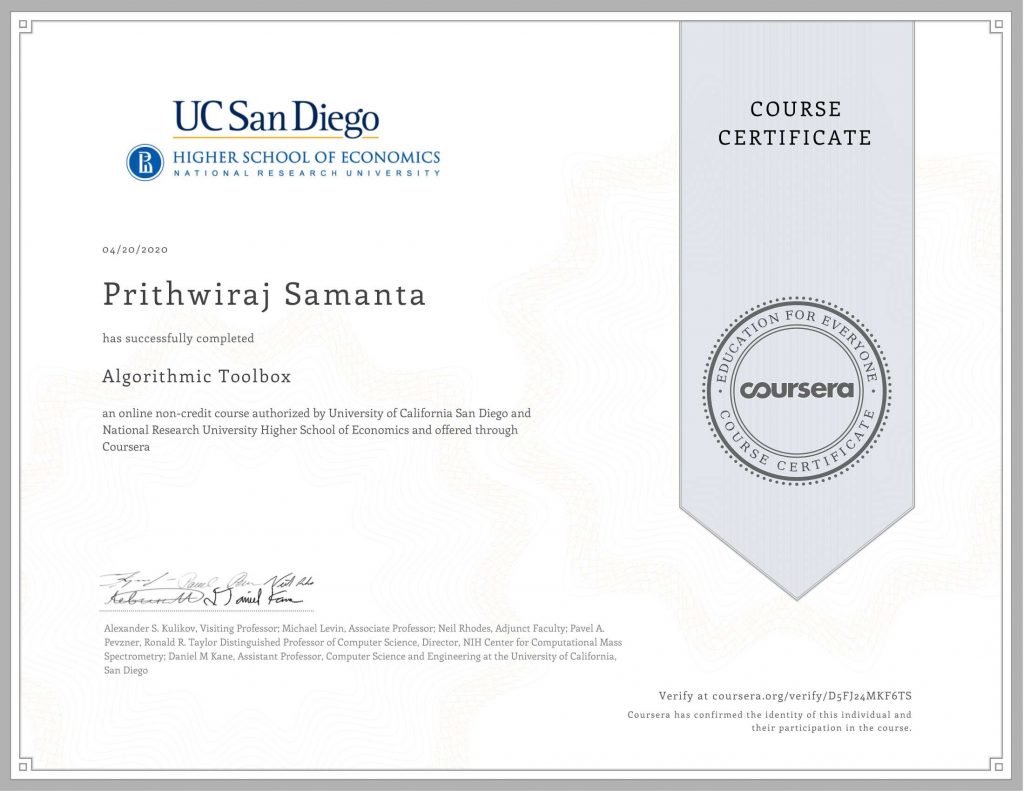 UC San Diego
HIGHER SCHOOL OF ECONOMICS
NATIONAL RESEARCH UNIVERSITY
COURSE
CERTIFICATE
04/20/2020
Prithwiraj Samanta
has successfully completed
Algorithmic Toolbox
an online non-credit course authorized by University of California San Diego and
National Research University Higher School of Economics and offered through
Coursera
EDUCATION FOR EVERYONE
coursera
COURSE CERTIFICATE
Alexander S. Kulikov, Visiting Professor; Michael Levin, Associate Professor; Neil Rhodes, Adjunct Faculty; Pavel A.
Pevzner, Ronald R. Taylor Distinguished Professor of Computer Science, Director, NIH Center for Computational Mass
Spectrometry; Daniel M Kane, Assistant Professor, Computer Science and Engineering at the University of California,
San Diego
Verify at coursera.org/verify/D5FJ24MKF6TS
Coursera has confirmed the identity of this individual and
their participation in the course.